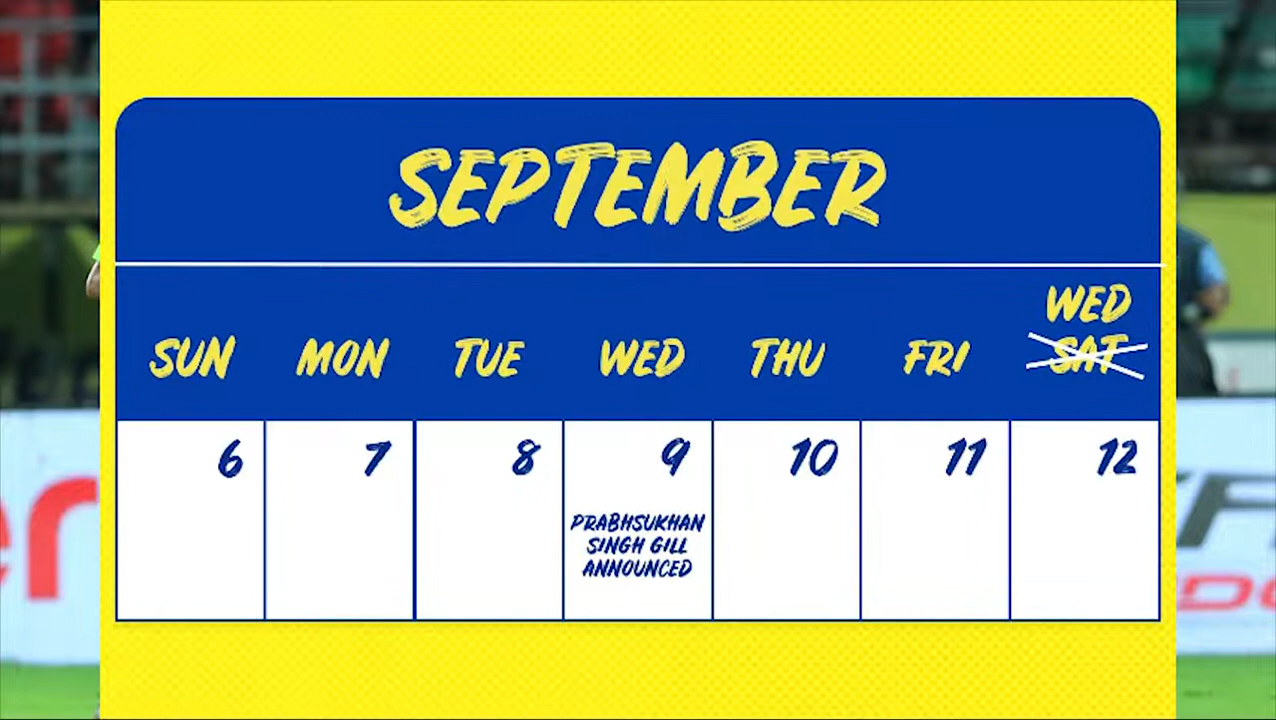 SEPTEMBER
WED
SUN MON TUE WED THU FRI SAT
6 7 8 9 10 11 12
PRABHSUKHAN
SINGH GILL
ANNOUNCED